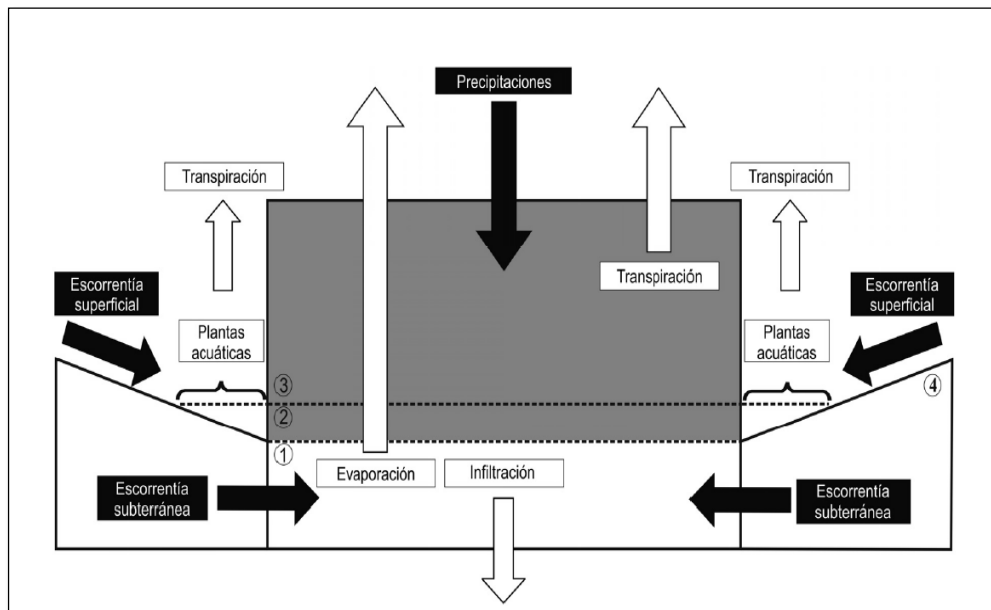 Precipitaciones
Transpiración
Transpiración
Transpiración
Escorrentía
superficial
Escorrentía
superficial
Plantas
acuáticas
Plantas
acuáticas
③
④
②
①
Evaporación
Infiltración
Escorrentía
subterránea
Escorrentía
subterránea